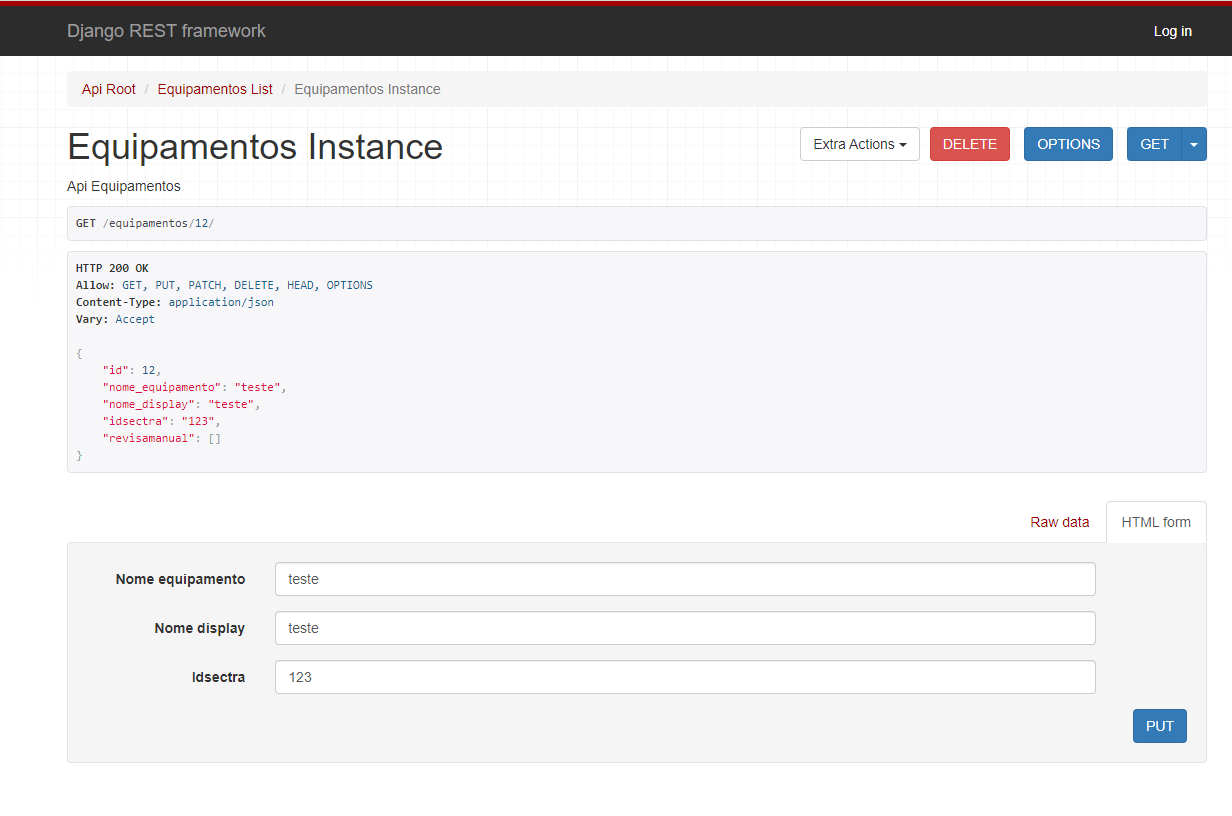 Django REST framework
Log in
Api Root / Equipamentos List / Equipamentos Instance
Equipamentos Instance
Extra Actions
DELETE
OPTIONS
GET
Api Equipamentos
GET /equipamentos/12/
HTTP 200 OK
Allow: GET, PUT, PATCH, DELETE, HEAD, OPTIONS
Content-Type: application/json
Vary: Accept
{
    "id": 12,
    "nome_equipamento": "teste",
    "nome_display": "teste",
    "idsectra": "123",
    "revisamanual": []
}
Raw data
HTML form
Nome equipamento
teste
Nome display
teste
Idsectra
123
PUT